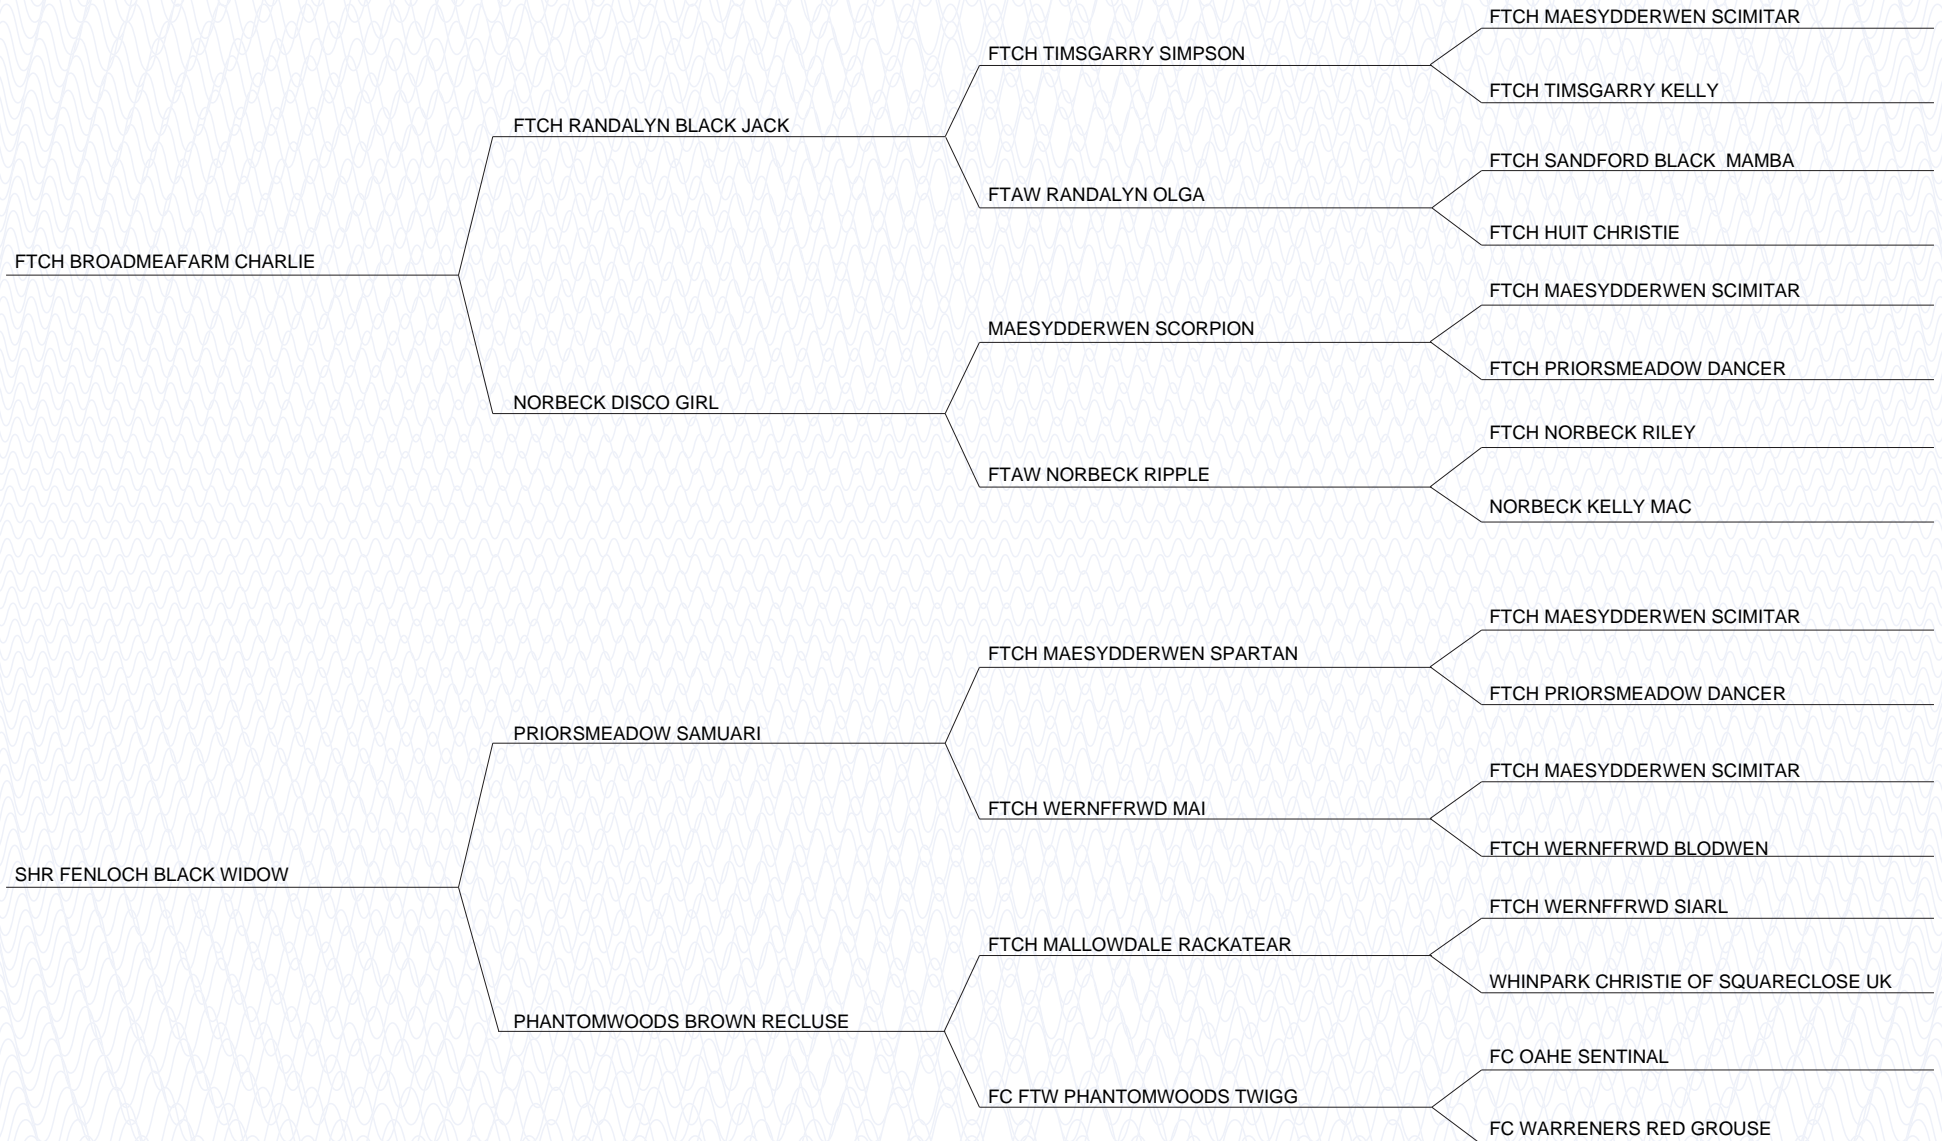 FTCH MAESYDDERWEN SCIMITAR
FTCH TIMSGARRY SIMPSON
FTCH TIMSGARRY KELLY
FTCH RANDALYN BLACK JACK
FTCH SANDFORD BLACK  MAMBA
FTAW RANDALYN OLGA
FTCH HUIT CHRISTIE
FTCH BROADMEAFARM CHARLIE
FTCH MAESYDDERWEN SCIMITAR
MAESYDDERWEN SCORPION
FTCH PRIORSMEADOW DANCER
NORBECK DISCO GIRL
FTCH NORBECK RILEY
FTAW NORBECK RIPPLE
NORBECK KELLY MAC
FTCH MAESYDDERWEN SCIMITAR
FTCH MAESYDDERWEN SPARTAN
FTCH PRIORSMEADOW DANCER
PRIORSMEADOW SAMUARI
FTCH MAESYDDERWEN SCIMITAR
FTCH WERNFFRWD MAI
FTCH WERNFFRWD BLODWEN
SHR FENLOCH BLACK WIDOW
FTCH WERNFFRWD SIARL
FTCH MALLOWDALE RACKATEAR
WHINPARK CHRISTIE OF SQUARECLOSE UK
PHANTOMWOODS BROWN RECLUSE
FC OAHE SENTINAL
FC FTW PHANTOMWOODS TWIGG
FC WARRENERS RED GROUSE